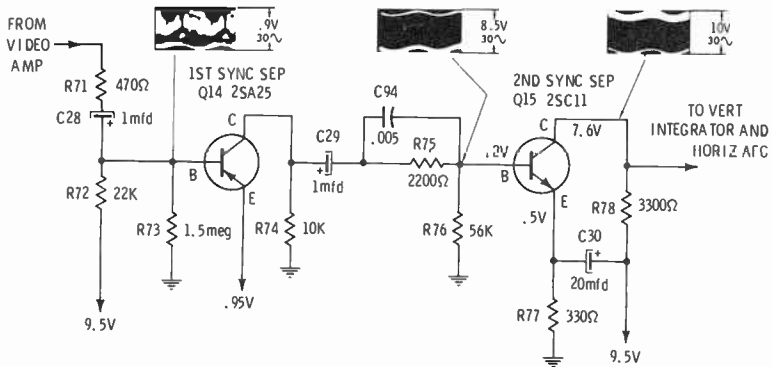 FROM
VIDEO
AMP
R71
470Ω
C28
1mfd
+
R72
22K
9.5V
.9V
30~
1ST SYNC SEP
Q14 2SA25
C
B
E
R73
1.5meg
.95V
R74
10K
C29
+
1mfd
C94
.005
R75
2200Ω
8.5V
30~
R76
56K
.2V
2ND SYNC SEP
Q15 2SC11
C
7.6V
B
E
.5V
10V
30~
TO VERT
INTEGRATOR AND
HORIZ AFC
R78
3300Ω
C30
+
20mfd
R77
330Ω
9.5V